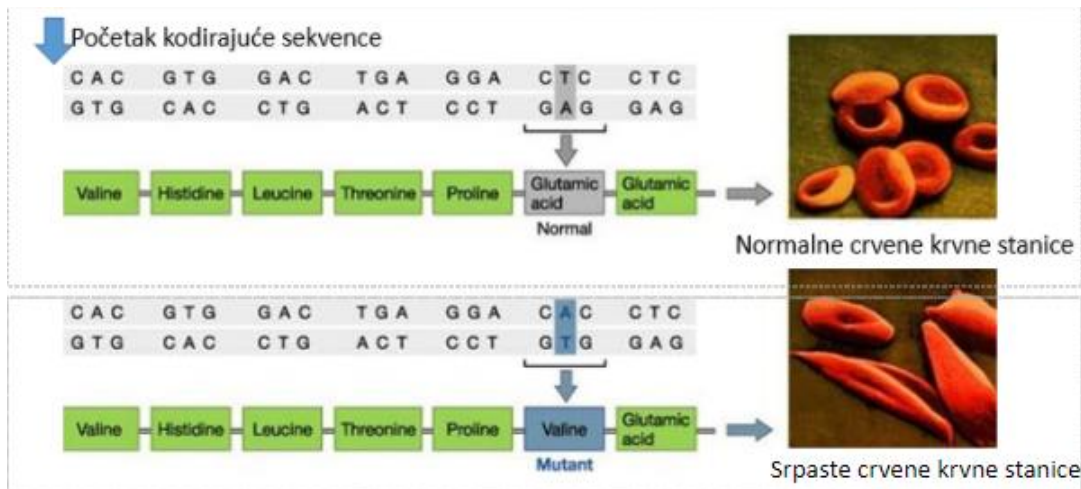 Početak kodirajuće sekvence
CAC GTG GAC TGA GGA CTC CTC
GTG CAC CTG ACT CCT GAG GAG
Valine Histidine Leucine Threonine Proline Glutamic acid Glutamic acid
Normal
Normalne crvene krvne stanice
CAC GTG GAC TGA GGA CAC CTC
GTG CAC CTG ACT CCT GTG GAG
Valine Histidine Leucine Threonine Proline Valine Glutamic acid
Mutant
Srpaste crvene krvne stanice